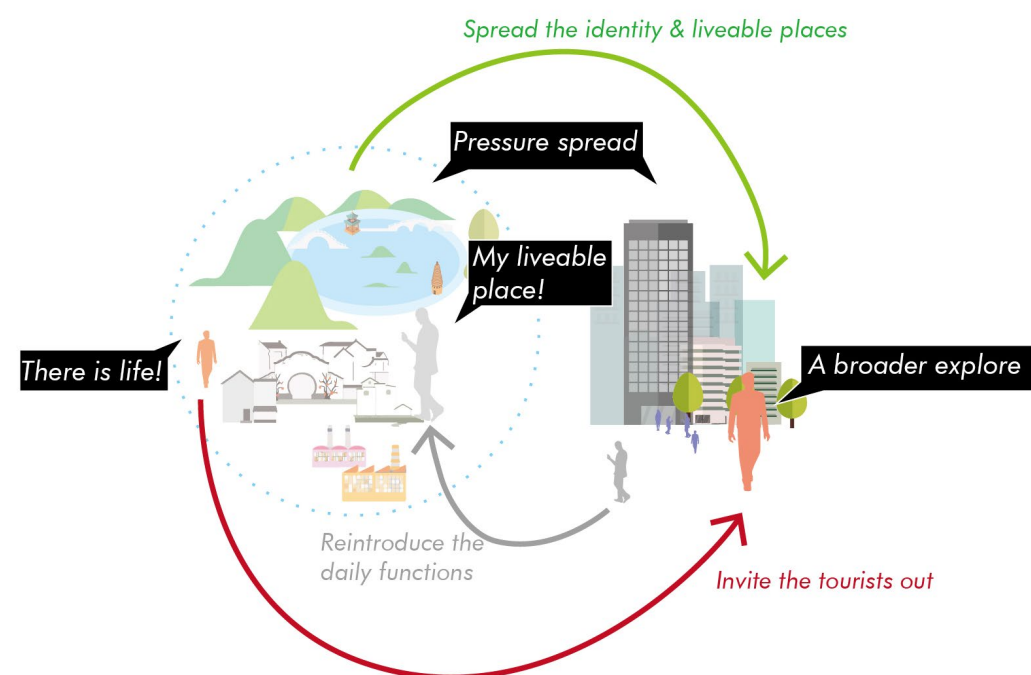 Spread the identity & liveable places
Pressure spread
My liveable
place!
There is life!
A broader explore
Reintroduce the
daily functions
Invite the tourists out